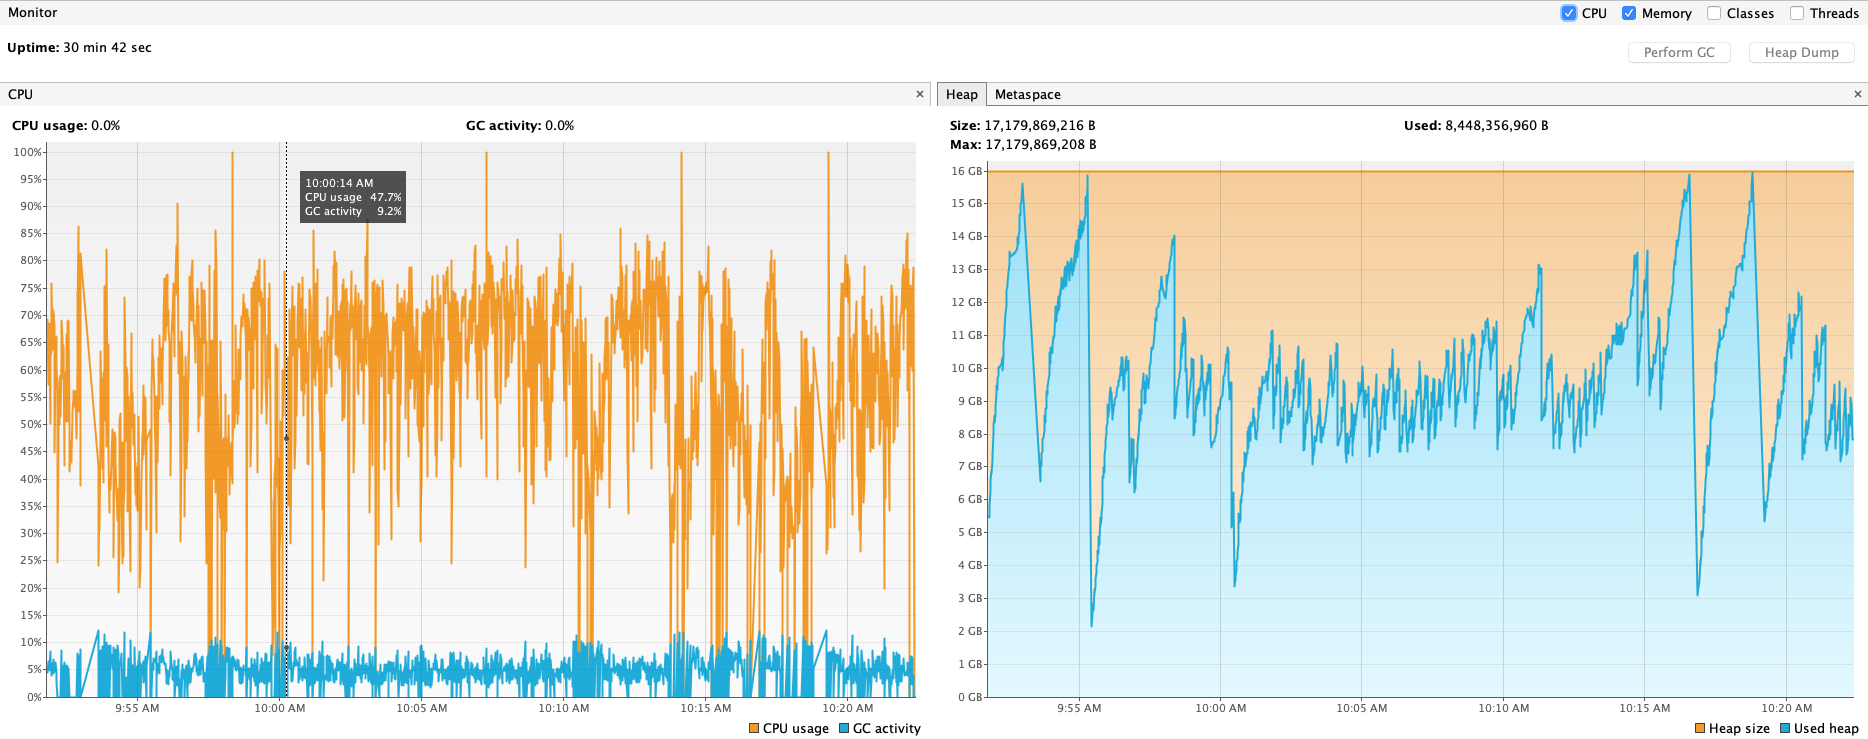 Monitor
CPU Memory Classes Threads
Uptime: 30 min 42 sec
Perform GC Heap Dump
CPU ×
CPU usage: 0.0% GC activity: 0.0%
100%
95%
90%
85%
80%
75%
70%
65%
60%
55%
50%
45%
40%
35%
30%
25%
20%
15%
10%
5%
0%
10:00:14 AM
CPU usage 47.7%
GC activity 9.2%
9:55 AM 10:00 AM 10:05 AM 10:10 AM 10:15 AM 10:20 AM
CPU usage GC activity
Heap Metaspace ×
Size: 17,179,869,216 B Used: 8,448,356,960 B
Max: 17,179,869,208 B
16 GB
15 GB
14 GB
13 GB
12 GB
11 GB
10 GB
9 GB
8 GB
7 GB
6 GB
5 GB
4 GB
3 GB
2 GB
1 GB
0 GB
9:55 AM 10:00 AM 10:05 AM 10:10 AM 10:15 AM 10:20 AM
Heap size Used heap